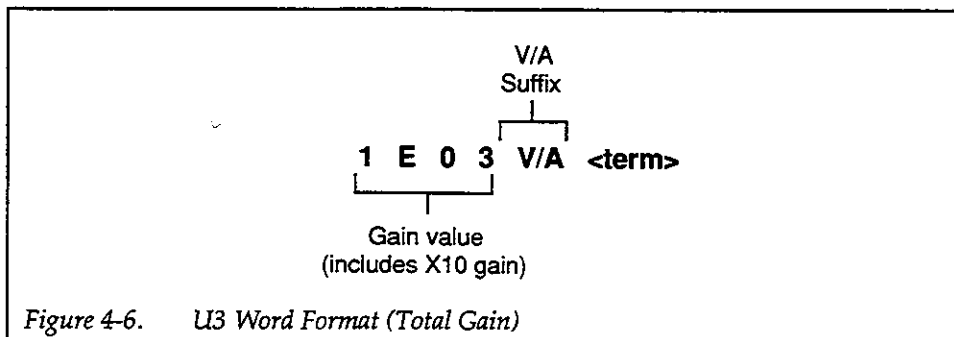 V/A
Suffix
1 E 0 3 V/A <term>
Gain value
(includes X10 gain)
Figure 4-6. U3 Word Format (Total Gain)